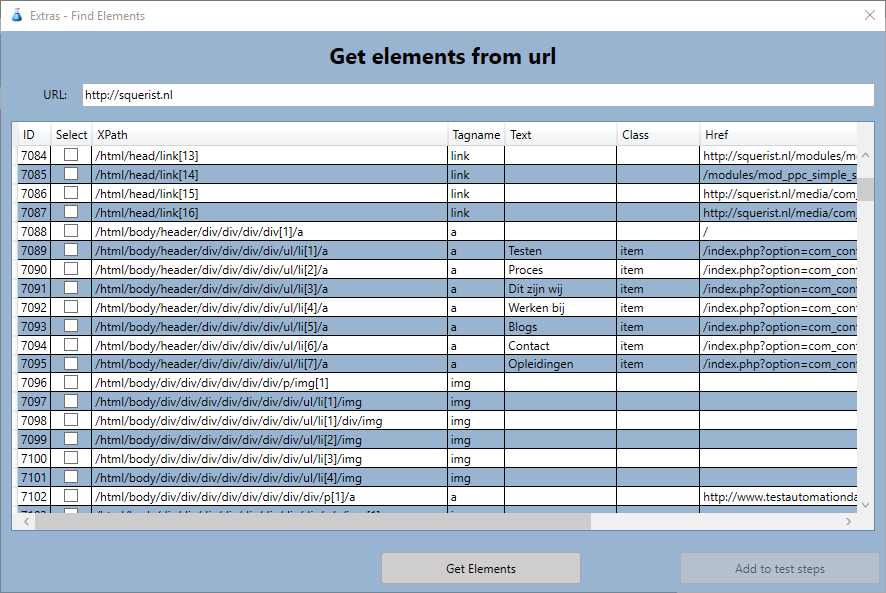 Extras - Find Elements
Get elements from url
URL: http://squerist.nl
ID Select XPath Tagname Text Class Href
7084 /html/head/link[13] link http://squerist.nl/modules/m
7085 /html/head/link[14] link /modules/mod_ppc_simple_s
7086 /html/head/link[15] link http://squerist.nl/media/com_
7087 /html/head/link[16] link http://squerist.nl/media/com_
7088 /html/body/header/div/div/div/div[1]/a a /
7089 /html/body/header/div/div/div/div/ul/li[1]/a a Testen item /index.php?option=com_con
7090 /html/body/header/div/div/div/div/ul/li[2]/a a Proces item /index.php?option=com_con
7091 /html/body/header/div/div/div/div/ul/li[3]/a a Dit zijn wij item /index.php?option=com_con
7092 /html/body/header/div/div/div/div/ul/li[4]/a a Werken bij item /index.php?option=com_con
7093 /html/body/header/div/div/div/div/ul/li[5]/a a Blogs item /index.php?option=com_con
7094 /html/body/header/div/div/div/div/ul/li[6]/a a Contact item /index.php?option=com_con
7095 /html/body/header/div/div/div/div/ul/li[7]/a a Opleidingen item /index.php?option=com_con
7096 /html/body/div/div/div/div/div/div/p/img[1] img
7097 /html/body/div/div/div/div/div/div/div/ul/li[1]/img img
7098 /html/body/div/div/div/div/div/div/div/ul/li[1]/div/img img
7099 /html/body/div/div/div/div/div/div/div/ul/li[2]/img img
7100 /html/body/div/div/div/div/div/div/div/ul/li[3]/img img
7101 /html/body/div/div/div/div/div/div/div/ul/li[4]/img img
7102 /html/body/div/div/div/div/div/div/div/div/p[1]/a a http://www.testautomationda
Get Elements
Add to test steps